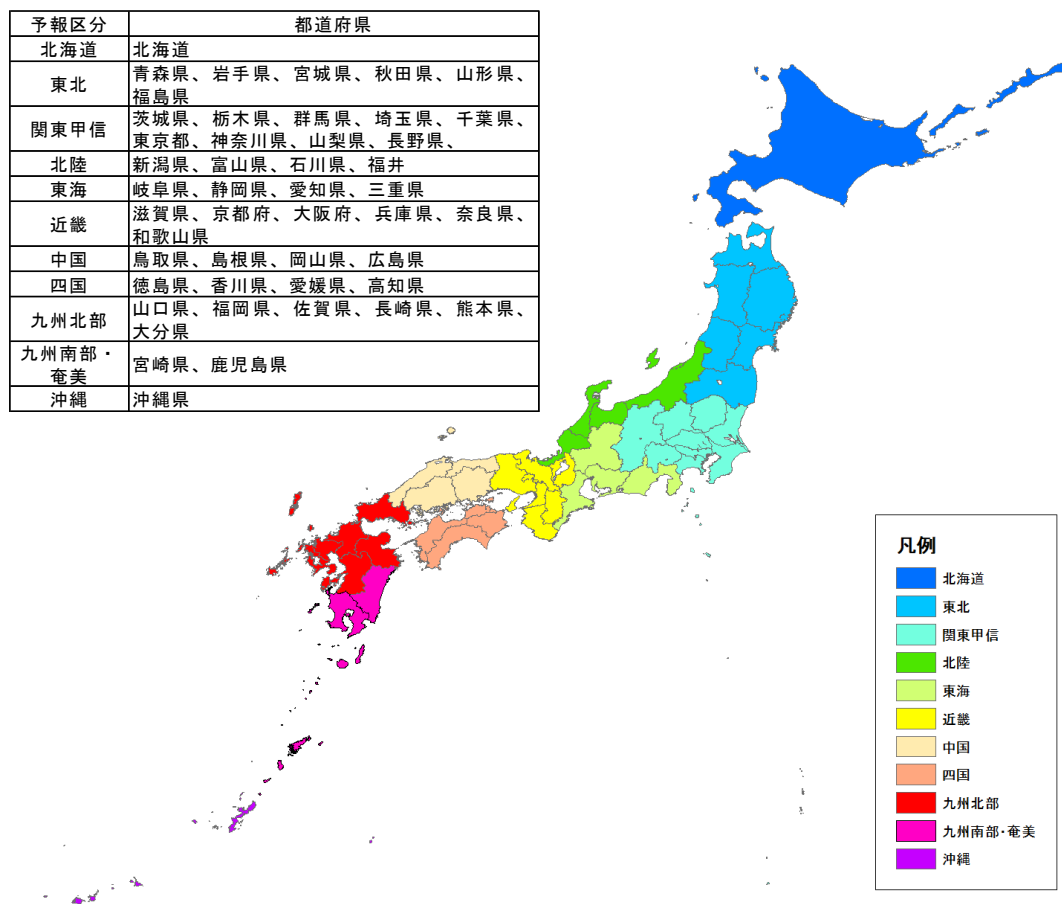 予報区分 都道府県
北海道 北海道
東北 青森県、岩手県、宮城県、秋田県、山形県、
福島県
関東甲信 茨城県、栃木県、群馬県、埼玉県、千葉県、
東京都、神奈川県、山梨県、長野県、
北陸 新潟県、富山県、石川県、福井
東海 岐阜県、静岡県、愛知県、三重県
近畿 滋賀県、京都府、大阪府、兵庫県、奈良県、
和歌山県
中国 鳥取県、島根県、岡山県、広島県
四国 徳島県、香川県、愛媛県、高知県
九州北部 山口県、福岡県、佐賀県、長崎県、熊本県、
大分県
九州南部・
奄美 宮崎県、鹿児島県
沖縄 沖縄県
凡例
北海道
東北
関東甲信
北陸
東海
近畿
中国
四国
九州北部
九州南部・奄美
沖縄